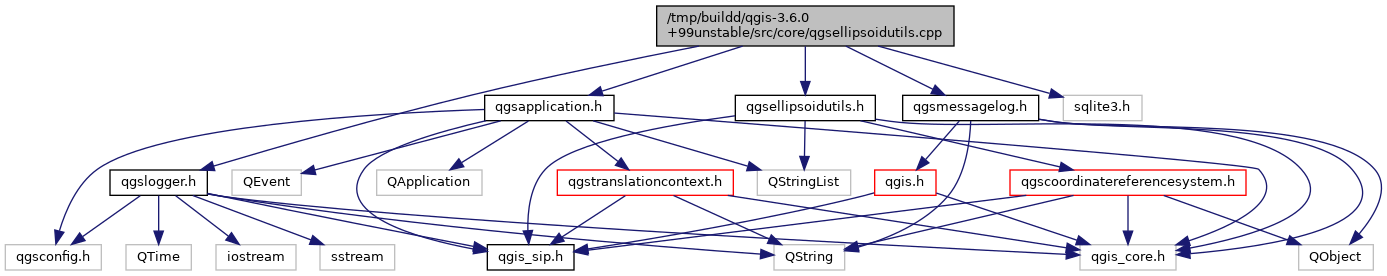 /tmp/buildd/qgis-3.6.0
+99unstable/src/core/qgsellipsoidutils.cpp
qgsapplication.h
qgsellipsoidutils.h
qgsmessagelog.h
sqlite3.h
qgslogger.h
QEvent
QApplication
qgstranslationcontext.h
QStringList
qgis.h
qgscoordinatereferencesystem.h
qgsconfig.h
QTime
iostream
sstream
qgis_sip.h
QString
qgis_core.h
QObject